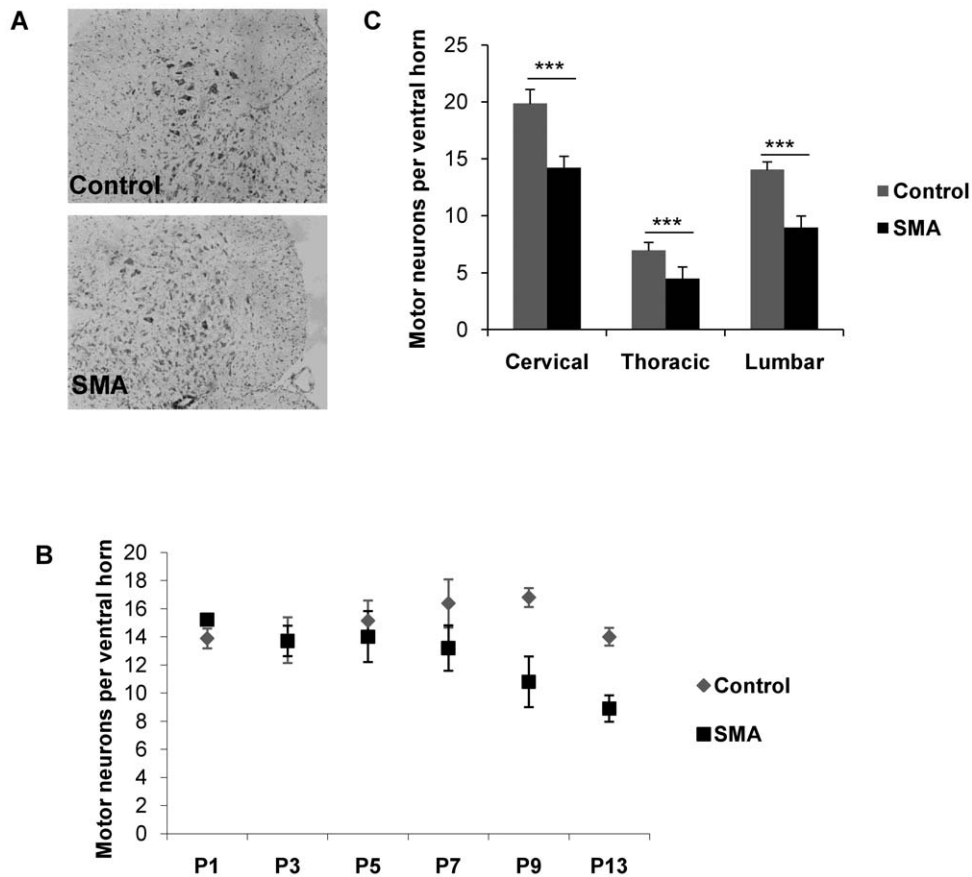 A
Control
SMA
C
Motor neurons per ventral horn
25
20
15
10
5
0
***
***
***
Cervical
Thoracic
Lumbar
Control
SMA
B
Motor neurons per ventral horn
20
18
16
14
12
10
8
6
4
2
0
P1
P3
P5
P7
P9
P13
Control
SMA